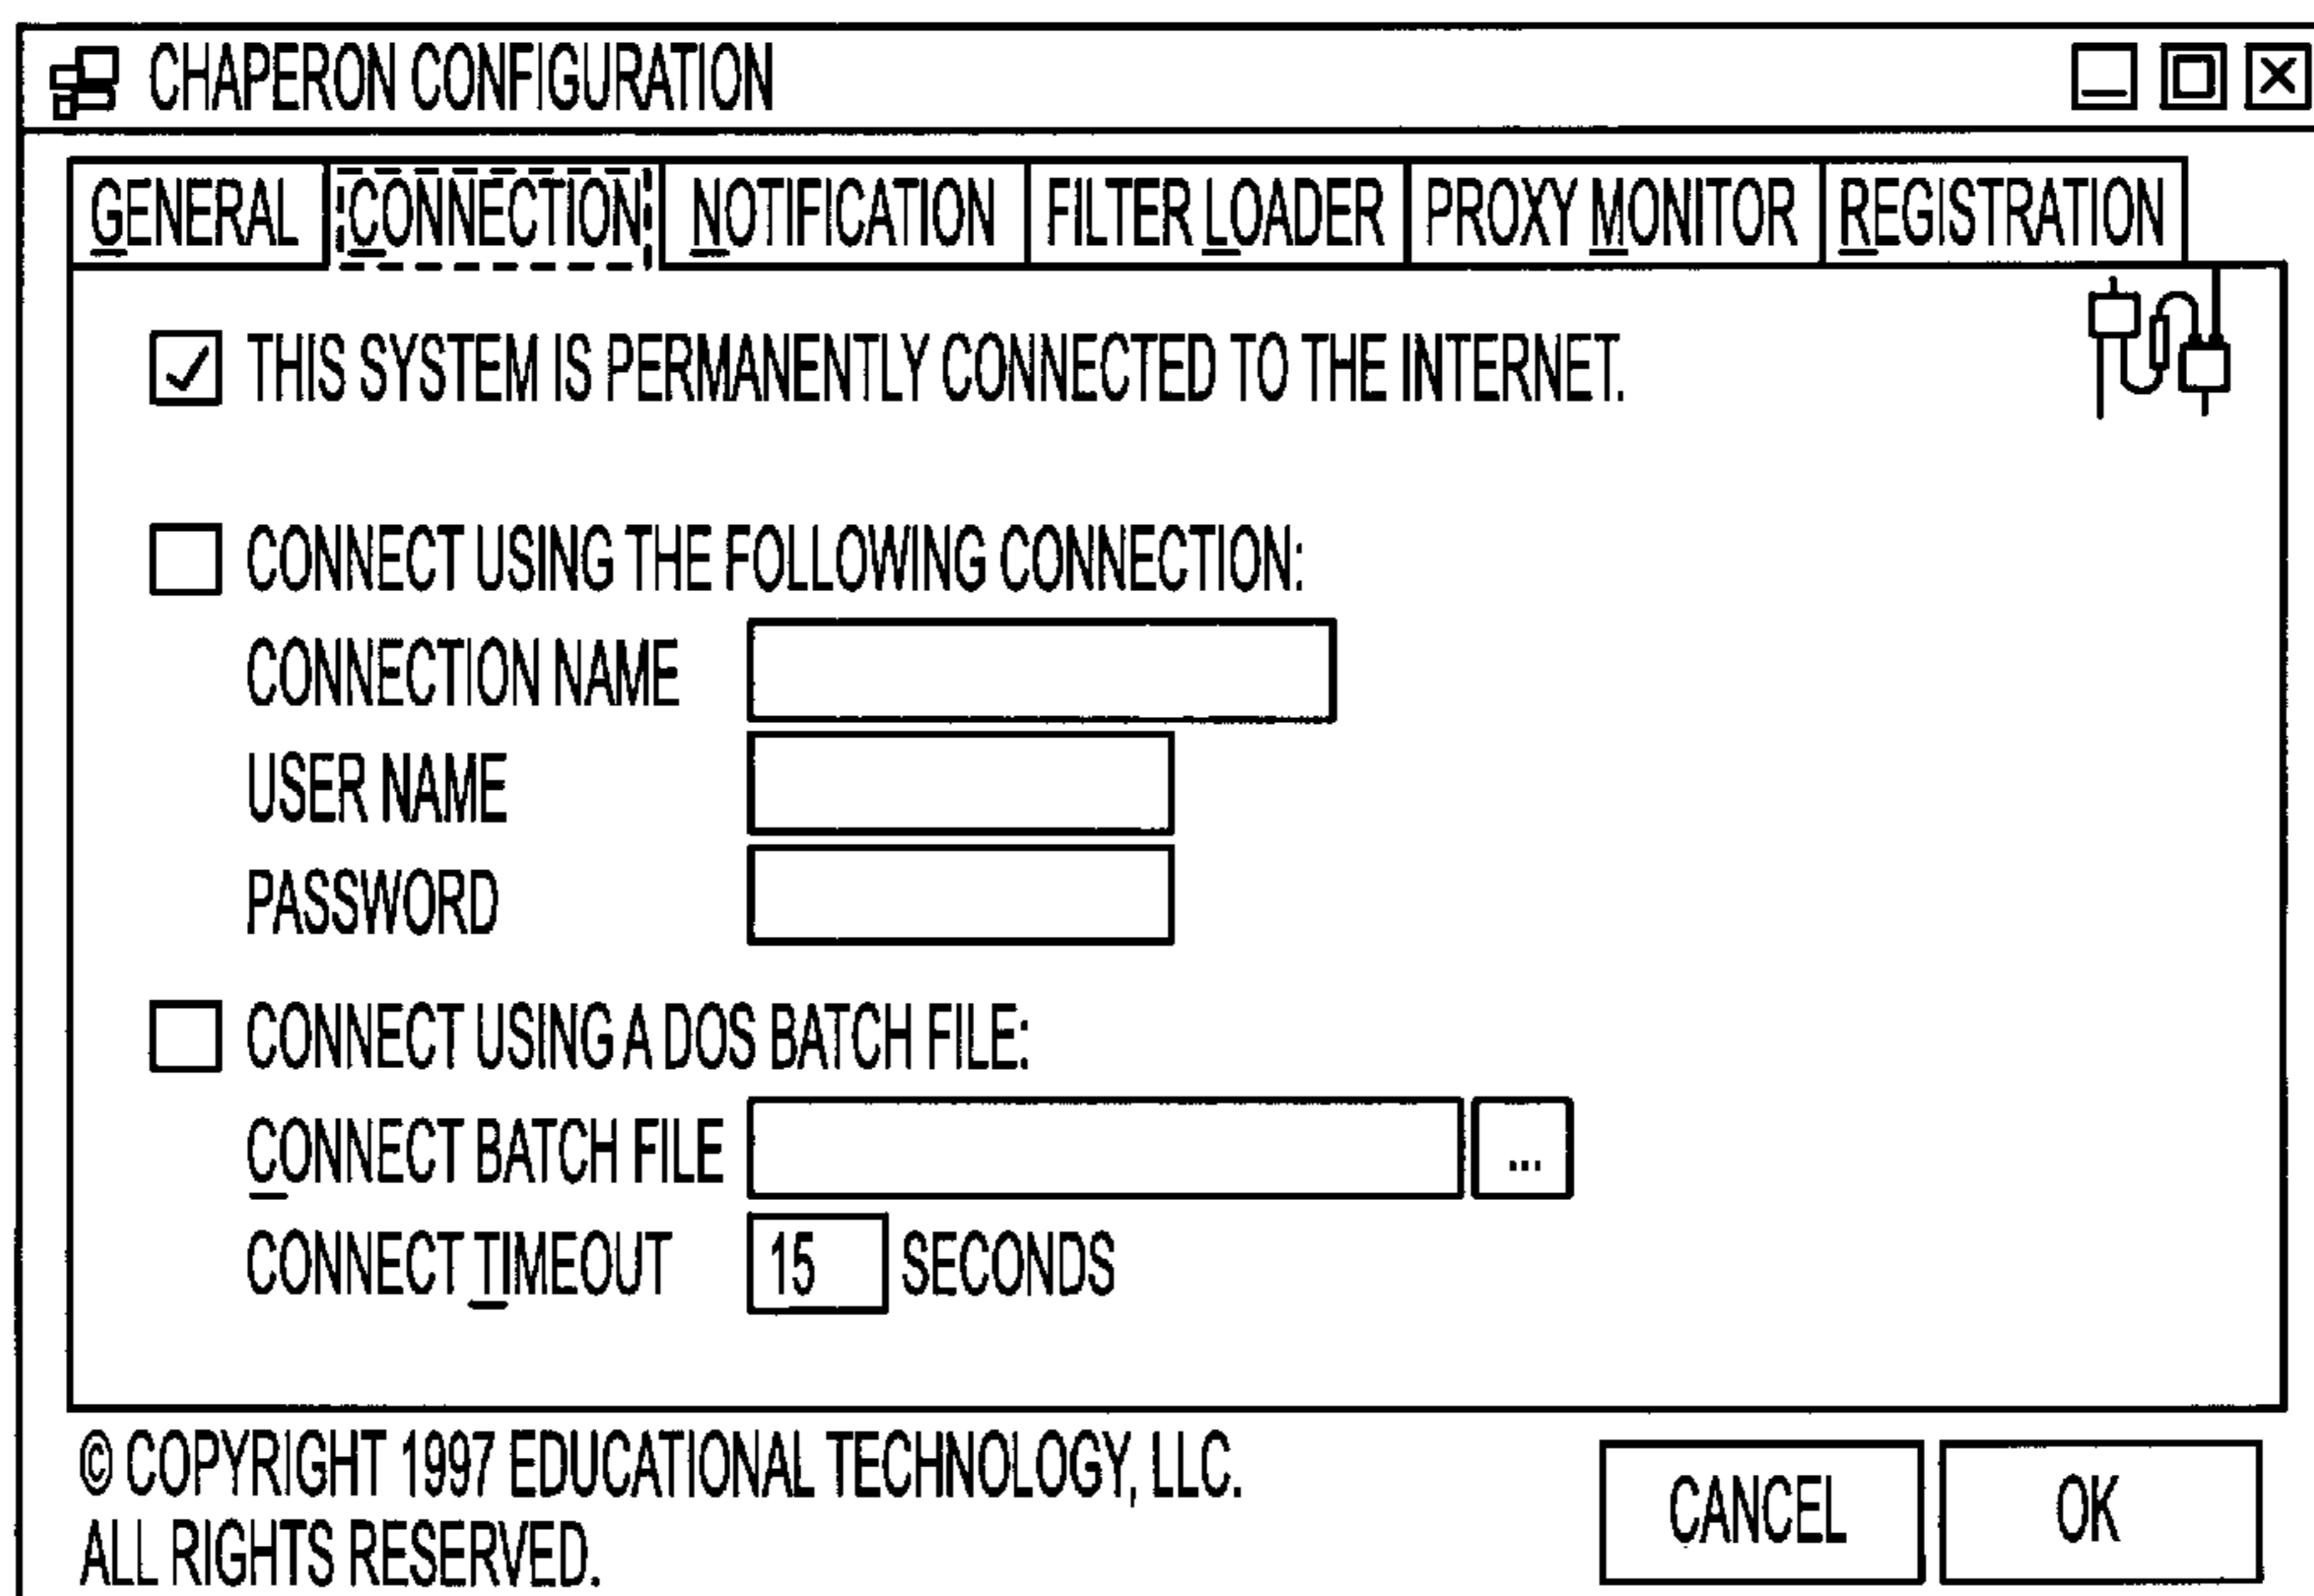 CHAPERON CONFIGURATION
GENERAL CONNECTION NOTIFICATION FILTER LOADER PROXY MONITOR REGISTRATION
THIS SYSTEM IS PERMANENTLY CONNECTED TO THE INTERNET.
CONNECT USING THE FOLLOWING CONNECTION:
CONNECTION NAME
USER NAME
PASSWORD
CONNECT USING A DOS BATCH FILE:
CONNECT BATCH FILE ...
CONNECT TIMEOUT 15 SECONDS
© COPYRIGHT 1997 EDUCATIONAL TECHNOLOGY, LLC.
ALL RIGHTS RESERVED.
CANCEL OK